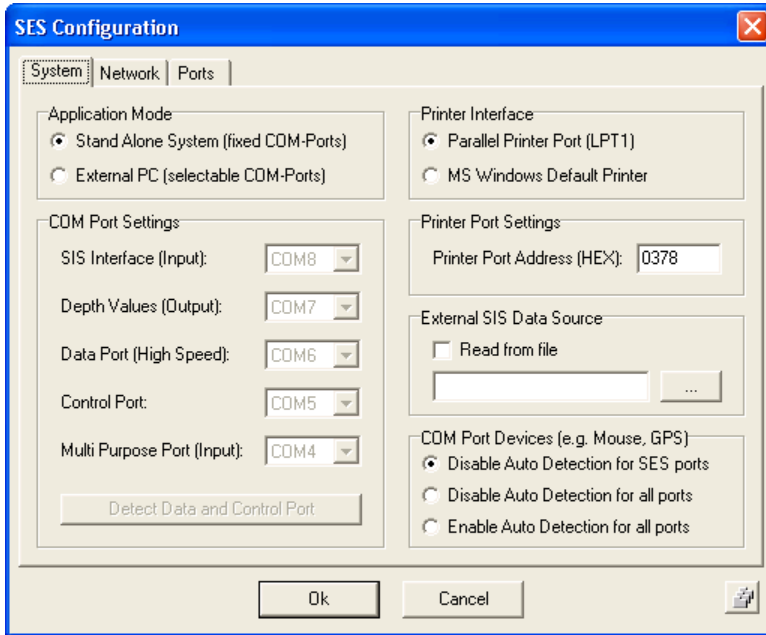 SES Configuration
System Network Ports
Application Mode
Stand Alone System (fixed COM-Ports)
External PC (selectable COM-Ports)
COM Port Settings
SIS Interface (Input): COM8
Depth Values (Output): COM7
Data Port (High Speed): COM6
Control Port: COM5
Multi Purpose Port (Input): COM4
Detect Data and Control Port
Printer Interface
Parallel Printer Port (LPT1)
MS Windows Default Printer
Printer Port Settings
Printer Port Address (HEX): 0378
External SIS Data Source
Read from file
...
COM Port Devices (e.g. Mouse, GPS)
Disable Auto Detection for SES ports
Disable Auto Detection for all ports
Enable Auto Detection for all ports
Ok Cancel